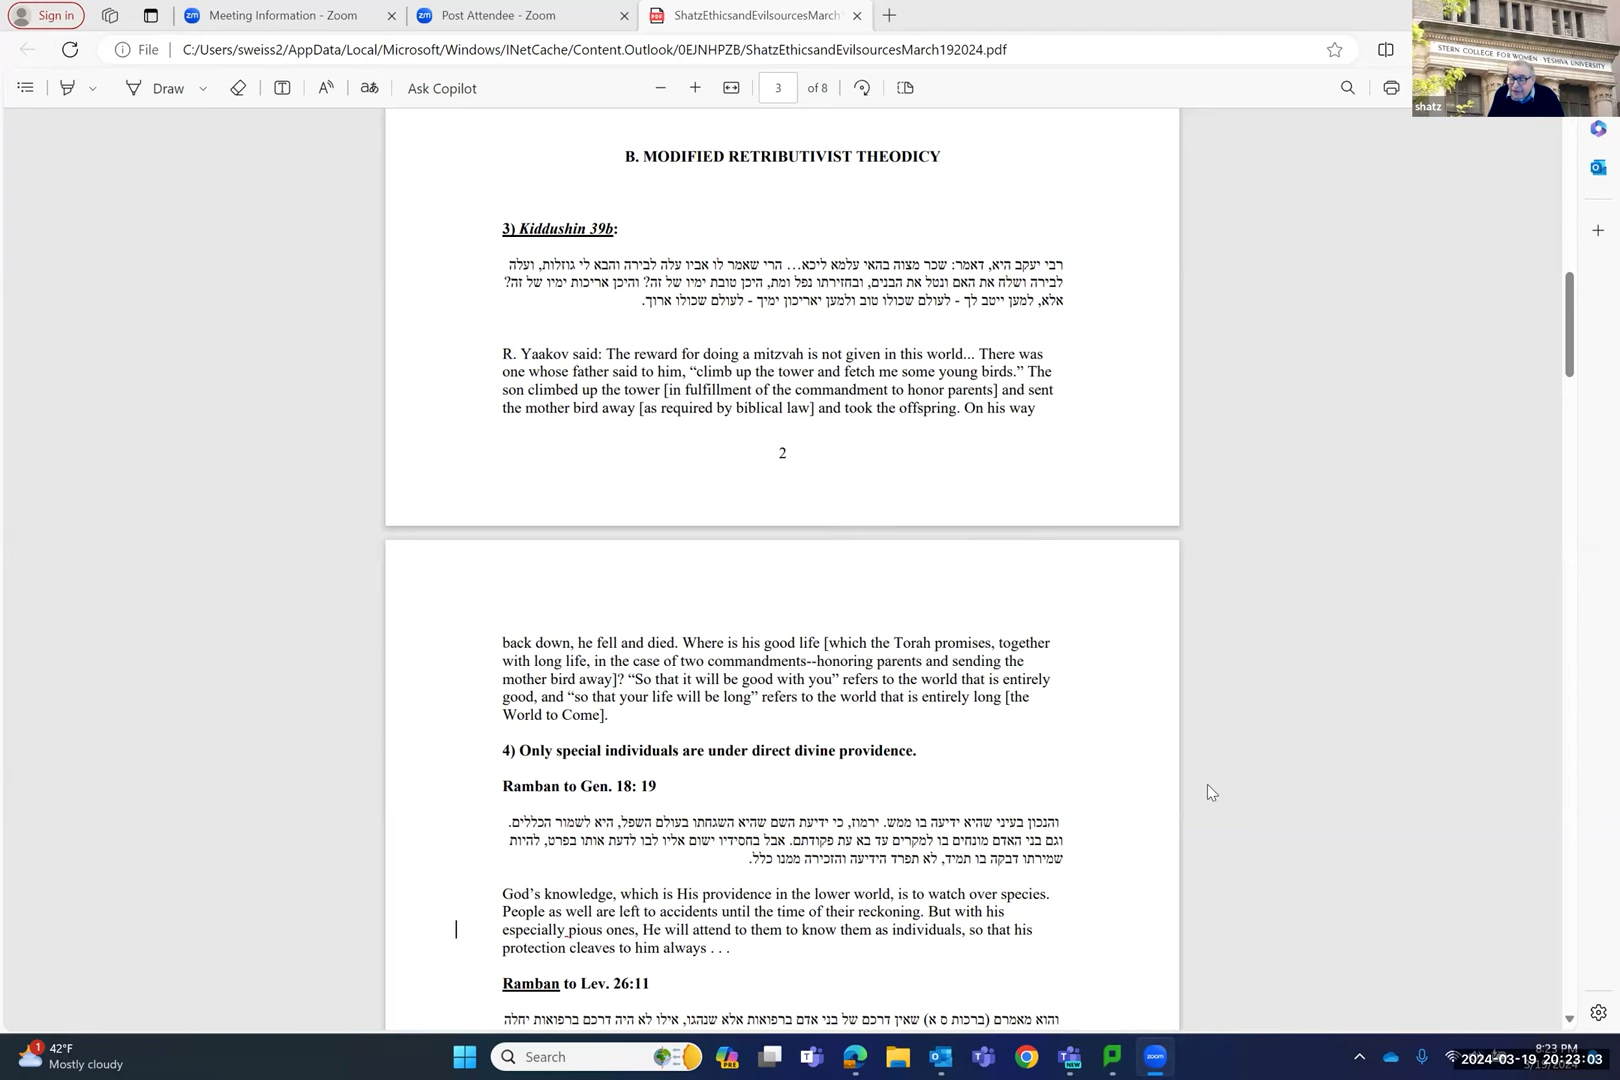 Sign in
Meeting Information - Zoom
Post Attendee - Zoom
ShatzEthicsandEvilsourcesMarch
File
C:/Users/sweiss2/AppData/Local/Microsoft/Windows/INetCache/Content.Outlook/0EJNHPZB/ShatzEthicsandEvilsourcesMarch192024.pdf
Draw
Ask Copilot
3 of 8
STERN COLLEGE FOR WOMEN - YESHIVA UNIVERSITY
shatz
B. MODIFIED RETRIBUTIVIST THEODICY
3) Kiddushin 39b:
רבי יעקב היא, דאמר: שכר מצוה בהאי עלמא ליכא... הרי שאמר לו אביו עלה לבירה והבא לי גוזלות, ועלה
לבירה ושלח את האם ונטל את הבנים, ובחזירתו נפל ומת, היכן טובת ימיו של זה? והיכן אריכות ימיו של זה?
אלא, למען ייטב לך - לעולם שכולו טוב ולמען יאריכון ימיך - לעולם שכולו ארוך.
R. Yaakov said: The reward for doing a mitzvah is not given in this world... There was
one whose father said to him, “climb up the tower and fetch me some young birds.” The
son climbed up the tower [in fulfillment of the commandment to honor parents] and sent
the mother bird away [as required by biblical law] and took the offspring. On his way
2
back down, he fell and died. Where is his good life [which the Torah promises, together
with long life, in the case of two commandments--honoring parents and sending the
mother bird away]? “So that it will be good with you” refers to the world that is entirely
good, and “so that your life will be long” refers to the world that is entirely long [the
World to Come].
4) Only special individuals are under direct divine providence.
Ramban to Gen. 18: 19
והנכון בעיני שהיא ידיעה בו ממש. ירמוז, כי ידיעת השם שהיא השגחתו בעולם השפל, היא לשמור הכללים.
וגם בני האדם מונחים בו למקרים עד בא עת פקודתם. אבל בחסידיו ישום אליו לבו לדעת אותו בפרט, להיות
שמירתו דבקה בו תמיד, לא תפרד הידיעה והזכירה ממנו כלל.
God’s knowledge, which is His providence in the lower world, is to watch over species.
People as well are left to accidents until the time of their reckoning. But with his
especially pious ones, He will attend to them to know them as individuals, so that his
protection cleaves to him always . . .
Ramban to Lev. 26:11
והוא מאמרם (ברכות ס א) שאין דרכם של בני אדם ברפואות אלא שנהגו, אילו לא היה דרכם ברפואות יחלה
1
42°F
Mostly cloudy
Search
PRE
NEW
zoom
8:23 PM
2024-03-19 20:23:03